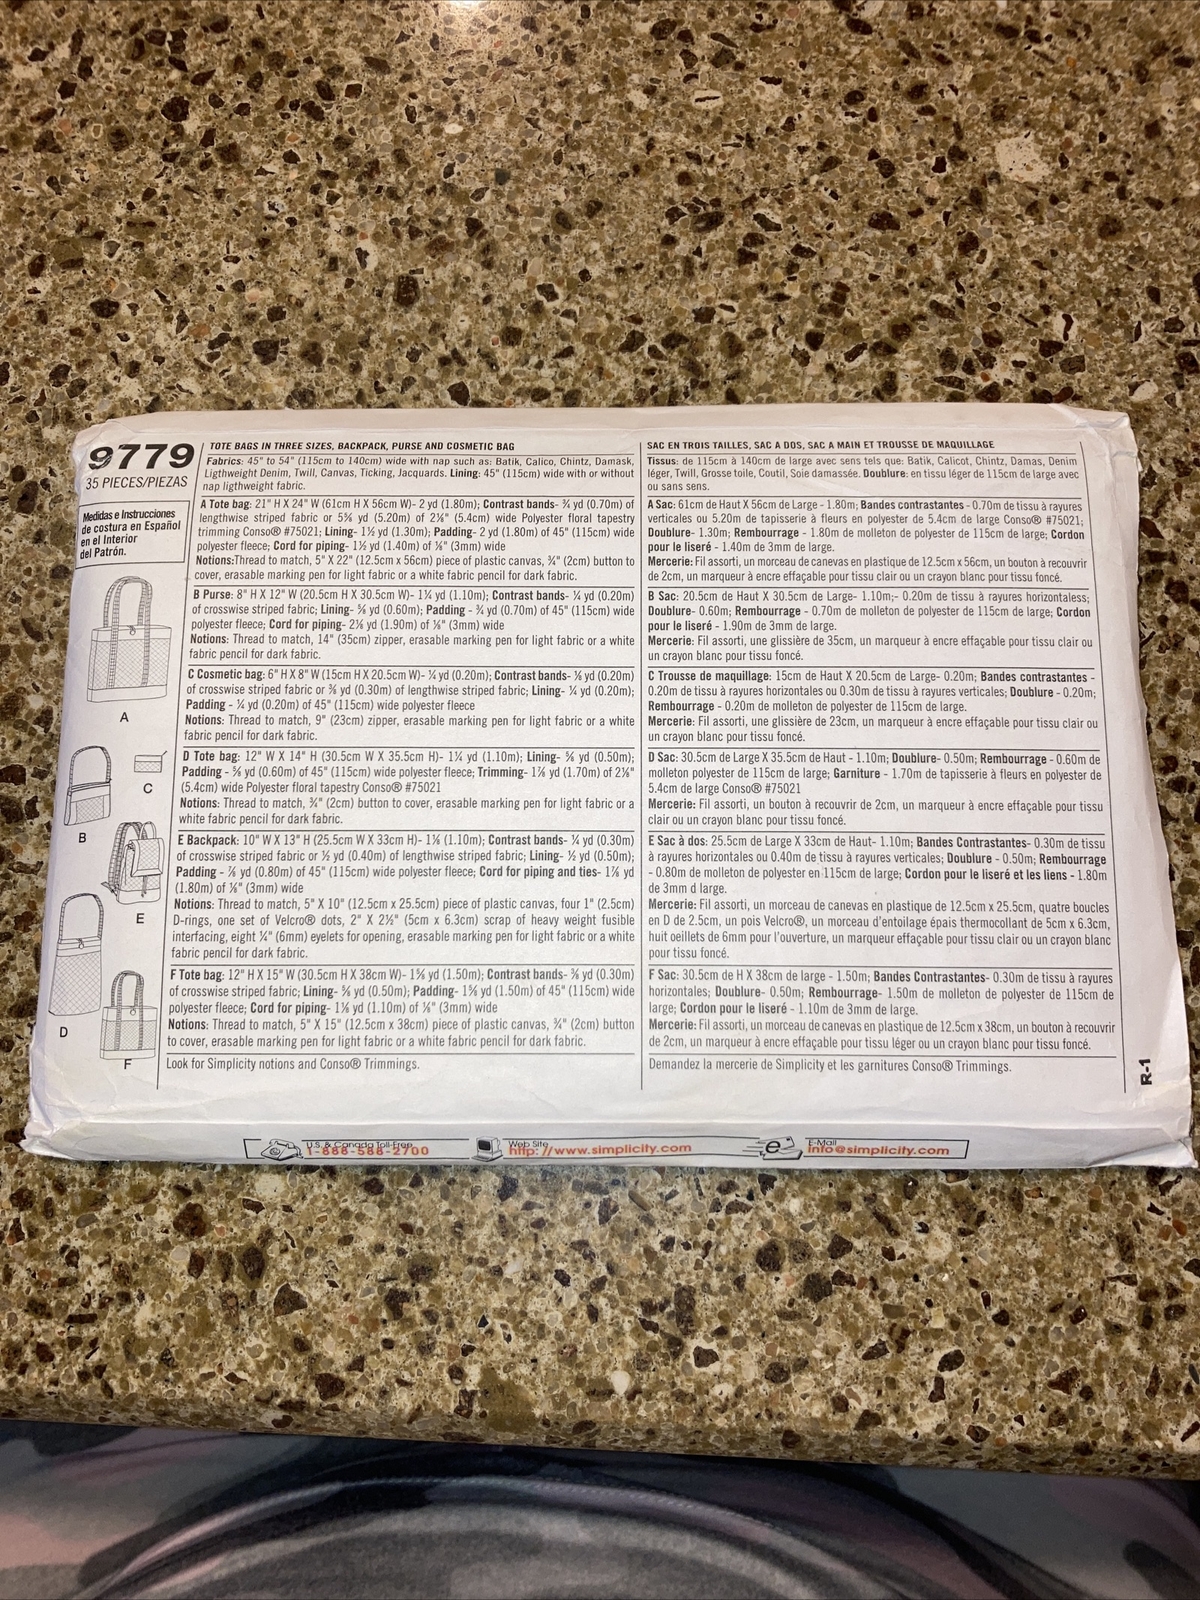 9779
35 PIECES/PIEZAS
Medidas e Instrucciones
de costura en Español
en el Interior
del Patrón.
A
B
C
D
E
F
TOTE BAGS IN THREE SIZES, BACKPACK, PURSE AND COSMETIC BAG
Fabrics: 45" to 54" (115cm to 140cm) wide with nap such as: Batik, Calico, Chintz, Damask,
Ligthweight Denim, Twill, Canvas, Ticking, Jacquards. Lining: 45" (115cm) wide with or without
nap ligthweight fabric.
A Tote bag: 21" H X 24" W (61cm H X 56cm W)- 2 yd (1.80m); Contrast bands- ¾ yd (0.70m) of
lengthwise striped fabric or 5⅝ yd (5.20m) of 2⅛" (5.4cm) wide Polyester floral tapestry
trimming Conso® #75021; Lining- 1½ yd (1.30m); Padding- 2 yd (1.80m) of 45" (115cm) wide
polyester fleece; Cord for piping- 1½ yd (1.40m) of ⅛" (3mm) wide
Notions:Thread to match, 5" X 22" (12.5cm x 56cm) piece of plastic canvas, ¾" (2cm) button to
cover, erasable marking pen for light fabric or a white fabric pencil for dark fabric.
B Purse: 8" H X 12" W (20.5cm H X 30.5cm W)- 1¼ yd (1.10m); Contrast bands- ¼ yd (0.20m)
of crosswise striped fabric; Lining- ⅝ yd (0.60m); Padding - ¾ yd (0.70m) of 45" (115cm) wide
polyester fleece; Cord for piping- 2⅛ yd (1.90m) of ⅛" (3mm) wide
Notions: Thread to match, 14" (35cm) zipper, erasable marking pen for light fabric or a white
fabric pencil for dark fabric.
C Cosmetic bag: 6" H X 8" W (15cm H X 20.5cm W)- ¼ yd (0.20m); Contrast bands- ⅛ yd (0.20m)
of crosswise striped fabric or ⅜ yd (0.30m) of lengthwise striped fabric; Lining- ¼ yd (0.20m);
Padding - ¼ yd (0.20m) of 45" (115cm) wide polyester fleece
Notions: Thread to match, 9" (23cm) zipper, erasable marking pen for light fabric or a white
fabric pencil for dark fabric.
D Tote bag: 12" W X 14" H (30.5cm W X 35.5cm H)- 1¼ yd (1.10m); Lining- ⅝ yd (0.50m);
Padding - ⅝ yd (0.60m) of 45" (115cm) wide polyester fleece; Trimming- 1⅞ yd (1.70m) of 2⅛"
(5.4cm) wide Polyester floral tapestry Conso® #75021
Notions: Thread to match, ¾" (2cm) button to cover, erasable marking pen for light fabric or a
white fabric pencil for dark fabric.
E Backpack: 10" W X 13" H (25.5cm W X 33cm H)- 1⅛ (1.10m); Contrast bands- ¼ yd (0.30m)
of crosswise striped fabric or ½ yd (0.40m) of lengthwise striped fabric; Lining- ½ yd (0.50m);
Padding - ⅞ yd (0.80m) of 45" (115cm) wide polyester fleece; Cord for piping and ties- 1⅞ yd
(1.80m) of ⅛" (3mm) wide
Notions: Thread to match, 5" X 10" (12.5cm x 25.5cm) piece of plastic canvas, four 1" (2.5cm)
D-rings, one set of Velcro® dots, 2" X 2½" (5cm x 6.3cm) scrap of heavy weight fusible
interfacing, eight ¼" (6mm) eyelets for opening, erasable marking pen for light fabric or a white
fabric pencil for dark fabric.
F Tote bag: 12" H X 15" W (30.5cm H X 38cm W)- 1⅝ yd (1.50m); Contrast bands- ⅜ yd (0.30m)
of crosswise striped fabric; Lining- ⅝ yd (0.50m); Padding- 1⅝ yd (1.50m) of 45" (115cm) wide
polyester fleece; Cord for piping- 1⅛ yd (1.10m) of ⅛" (3mm) wide
Notions: Thread to match, 5" X 15" (12.5cm x 38cm) piece of plastic canvas, ¾" (2cm) button
to cover, erasable marking pen for light fabric or a white fabric pencil for dark fabric.
Look for Simplicity notions and Conso® Trimmings.
SAC EN TROIS TAILLES, SAC A DOS, SAC A MAIN ET TROUSSE DE MAQUILLAGE
Tissus: de 115cm à 140cm de large avec sens tels que: Batik, Calicot, Chintz, Damas, Denim
léger, Twill, Grosse toile, Coutil, Soie damassée. Doublure: en tissu léger de 115cm de large avec
ou sans sens.
A Sac: 61cm de Haut X 56cm de Large - 1.80m; Bandes contrastantes - 0.70m de tissu à rayures
verticales ou 5.20m de tapisserie à fleurs en polyester de 5.4cm de large Conso® #75021;
Doublure- 1.30m; Rembourrage - 1.80m de molleton de polyester de 115cm de large; Cordon
pour le liseré - 1.40m de 3mm de large.
Mercerie: Fil assorti, un morceau de canevas en plastique de 12.5cm x 56cm, un bouton à recouvrir
de 2cm, un marqueur à encre effaçable pour tissu clair ou un crayon blanc pour tissu foncé.
B Sac: 20.5cm de Haut X 30.5cm de Large- 1.10m;- 0.20m de tissu à rayures horizontaless;
Doublure- 0.60m; Rembourrage - 0.70m de molleton de polyester de 115cm de large; Cordon
pour le liseré - 1.90m de 3mm de large.
Mercerie: Fil assorti, une glissière de 35cm, un marqueur à encre effaçable pour tissu clair ou
un crayon blanc pour tissu foncé.
C Trousse de maquillage: 15cm de Haut X 20.5cm de Large- 0.20m; Bandes contrastantes -
0.20m de tissu à rayures horizontales ou 0.30m de tissu à rayures verticales; Doublure - 0.20m;
Rembourrage - 0.20m de molleton de polyester de 115cm de large.
Mercerie: Fil assorti, une glissière de 23cm, un marqueur à encre effaçable pour tissu clair ou
un crayon blanc pour tissu foncé.
D Sac: 30.5cm de Large X 35.5cm de Haut - 1.10m; Doublure- 0.50m; Rembourrage - 0.60m de
molleton polyester de 115cm de large; Garniture - 1.70m de tapisserie à fleurs en polyester de
5.4cm de large Conso® #75021
Mercerie: Fil assorti, un bouton à recouvrir de 2cm, un marqueur à encre effaçable pour tissu
clair ou un crayon blanc pour tissu foncé.
E Sac à dos: 25.5cm de Large X 33cm de Haut- 1.10m; Bandes Contrastantes- 0.30m de tissu
à rayures horizontales ou 0.40m de tissu à rayures verticales; Doublure - 0.50m; Rembourrage
- 0.80m de molleton de polyester en 115cm de large; Cordon pour le liseré et les liens - 1.80m
de 3mm d large.
Mercerie: Fil assorti, un morceau de canevas en plastique de 12.5cm x 25.5cm, quatre boucles
en D de 2.5cm, un pois Velcro®, un morceau d'entoilage épais thermocollant de 5cm x 6.3cm,
huit oeillets de 6mm pour l'ouverture, un marqueur effaçable pour tissu clair ou un crayon blanc
pour tissu foncé.
F Sac: 30.5cm de H X 38cm de large - 1.50m; Bandes Contrastantes- 0.30m de tissu à rayures
horizontales; Doublure- 0.50m; Rembourrage- 1.50m de molleton de polyester de 115cm de
large; Cordon pour le liseré - 1.10m de 3mm de large.
Mercerie: Fil assorti, un morceau de canevas en plastique de 12.5cm x 38cm, un bouton à recouvrir
de 2cm, un marqueur à encre effaçable pour tissu léger ou un crayon blanc pour tissu foncé.
Demandez la mercerie de Simplicity et les garnitures Conso® Trimmings.
R-1
U.S. & Canada Toll-Free
1-888-588-2700
Web Site
http://www.simplicity.com
E-Mail
info@simplicity.com